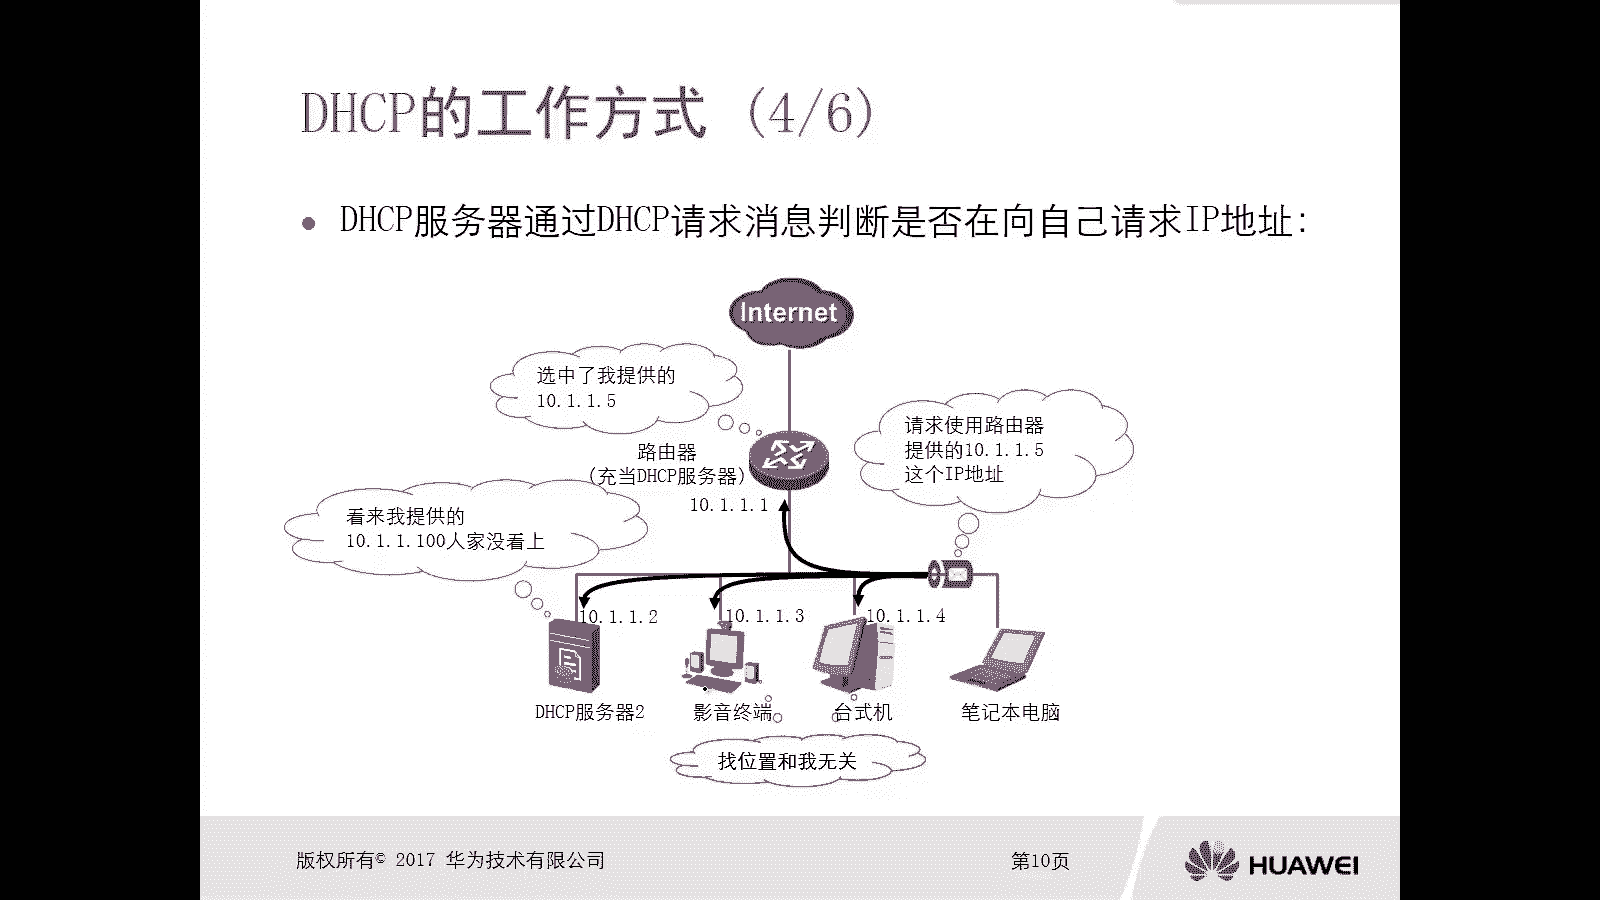 DHCP的工作方式 (4/6)
DHCP服务器通过DHCP请求消息判断是否在向自己请求IP地址:
Internet
选中了我提供的
10.1.1.5
请求使用路由器
提供的10.1.1.5
这个IP地址
路由器
(充当DHCP服务器)
10.1.1.1
看来我提供的
10.1.1.100人家没看上
10.1.1.2
10.1.1.3
10.1.1.4
DHCP服务器2
影音终端
台式机
笔记本电脑
找位置和我无关
版权所有© 2017 华为技术有限公司
第10页
HUAWEI